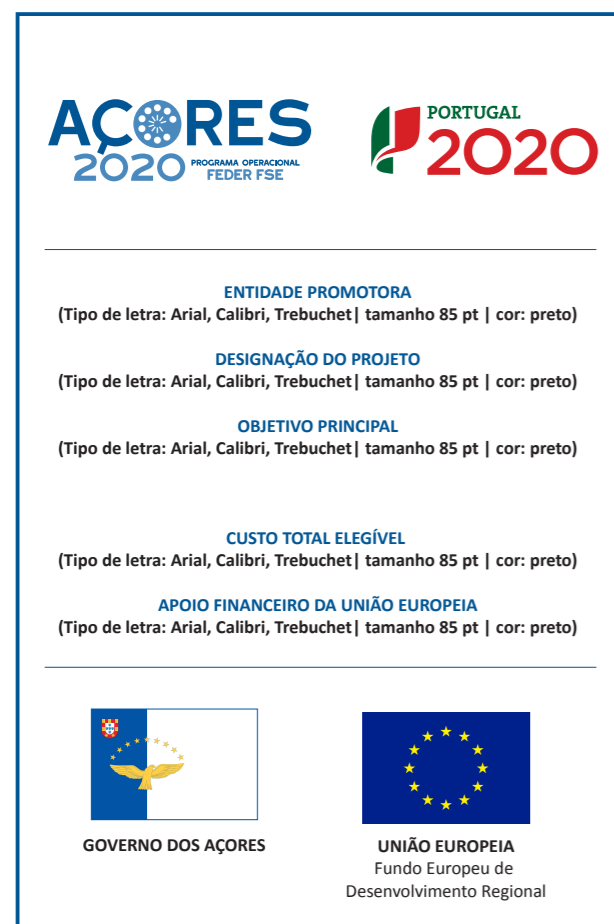 AÇORES
2020 PROGRAMA OPERACIONAL
FEDER FSE
PORTUGAL
2020
ENTIDADE PROMOTORA
(Tipo de letra: Arial, Calibri, Trebuchet| tamanho 85 pt | cor: preto)
DESIGNAÇÃO DO PROJETO
(Tipo de letra: Arial, Calibri, Trebuchet| tamanho 85 pt | cor: preto)
OBJETIVO PRINCIPAL
(Tipo de letra: Arial, Calibri, Trebuchet| tamanho 85 pt | cor: preto)
CUSTO TOTAL ELEGÍVEL
(Tipo de letra: Arial, Calibri, Trebuchet| tamanho 85 pt | cor: preto)
APOIO FINANCEIRO DA UNIÃO EUROPEIA
(Tipo de letra: Arial, Calibri, Trebuchet| tamanho 85 pt | cor: preto)
GOVERNO DOS AÇORES
UNIÃO EUROPEIA
Fundo Europeu de
Desenvolvimento Regional